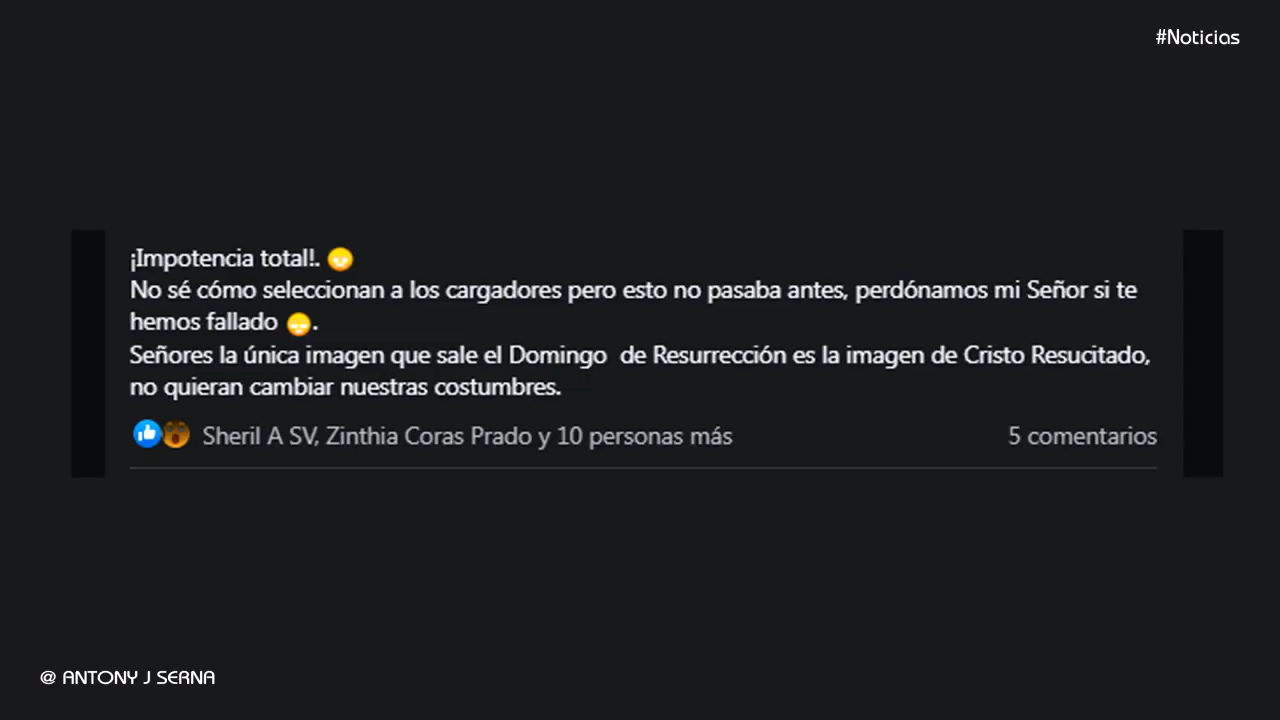 #Noticias
¡Impotencia total!. 🙄
No sé cómo seleccionan a los cargadores pero esto no pasaba antes, perdónamos mi Señor si te
hemos fallado 🙄.
Señores la única imagen que sale el Domingo de Resurrección es la imagen de Cristo Resucitado,
no quieran cambiar nuestras costumbres.
Sheril A SV, Zinthia Coras Prado y 10 personas más
5 comentarios
@ ANTONY J SERNA